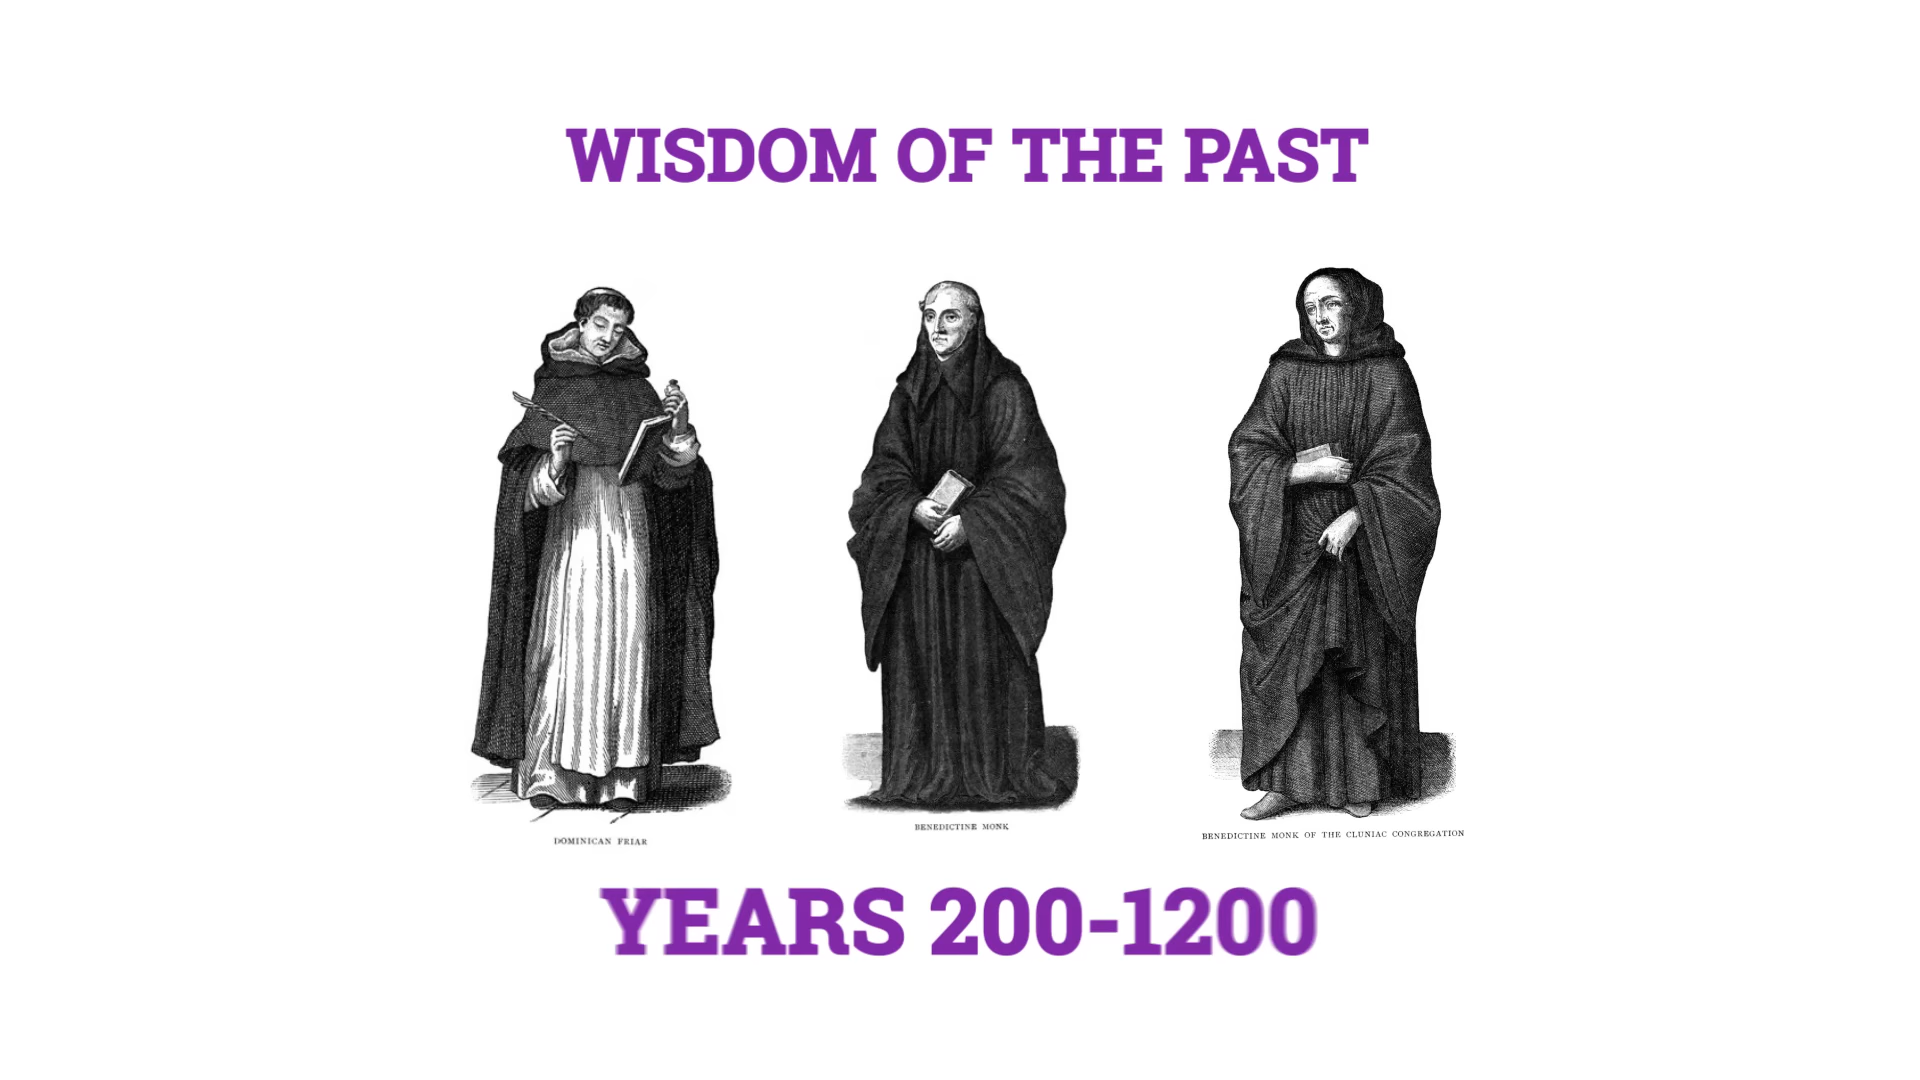 WISDOM OF THE PAST
DOMINICAN FRIAR
BENEDICTINE MONK
BENEDICTINE MONK OF THE CLUNIAC CONGREGATION
YEARS 200-1200